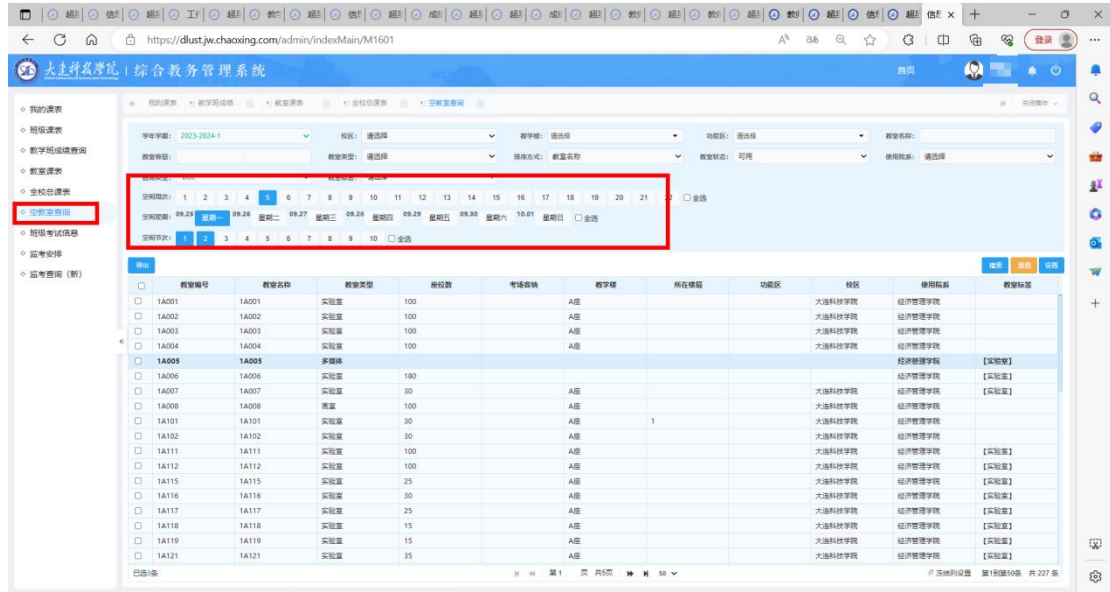 https://dlust.jw.chaoxing.com/admin/indexMain/M1601
登录
综合教务管理系统
首页
我的课表
班级课表
教学班成绩查询
教室课表
全校总课表
空教室查询
班级考试信息
监考安排
监考查询（新）
我的课表 教学班成绩... 教室课表 全校总课表 空教室查询 关闭操作
学年学期: 2023-2024-1 校区: 请选择 教学楼: 请选择 功能区: 请选择 教室名称:
教室容量: 教室类型: 请选择 排序方式: 教室名称 教室状态: 可用 使用院系: 请选择
空闲周次: 1 2 3 4 5 6 7 8 9 10 11 12 13 14 15 16 17 18 19 20 21 全选
空闲星期: 09.25 星期一 09.26 星期二 09.27 星期三 09.28 星期四 09.29 星期五 09.30 星期六 10.01 星期日 全选
空闲节次: 1 2 3 4 5 6 7 8 9 10 全选
导出 搜索 重置 设置
教室编号 教室名称 教室类型 座位数 考场容纳 教学楼 所在楼层 功能区 校区 使用院系 教室标签
1A001 1A001 实验室 100 A座 大连科技学院 经济管理学院
1A002 1A002 实验室 100 A座 大连科技学院 经济管理学院
1A003 1A003 实验室 100 A座 大连科技学院 经济管理学院
1A004 1A004 实验室 100 A座 大连科技学院 经济管理学院
1A005 1A005 多媒体 经济管理学院 【实验室】
1A006 1A006 实验室 180 大连科技学院 经济管理学院 【实验室】
1A007 1A007 实验室 30 A座 大连科技学院 经济管理学院 【实验室】
1A008 1A008 100 A座 大连科技学院 经济管理学院
1A101 1A101 实验室 30 A座 1 大连科技学院 经济管理学院
1A102 1A102 实验室 30 A座 大连科技学院 经济管理学院
1A111 1A111 实验室 100 A座 大连科技学院 经济管理学院 【实验室】
1A112 1A112 实验室 100 A座 大连科技学院 经济管理学院 【实验室】
1A115 1A115 实验室 25 A座 大连科技学院 经济管理学院 【实验室】
1A116 1A116 实验室 30 A座 大连科技学院 经济管理学院 【实验室】
1A117 1A117 实验室 25 A座 大连科技学院 经济管理学院 【实验室】
1A118 1A118 实验室 15 A座 大连科技学院 经济管理学院 【实验室】
1A119 1A119 实验室 15 A座 大连科技学院 经济管理学院 【实验室】
1A121 1A121 实验室 35 A座 大连科技学院 经济管理学院 【实验室】
已选0条 第1 页 共5页 50 冻结列设置 第1到第50条 共 227 条